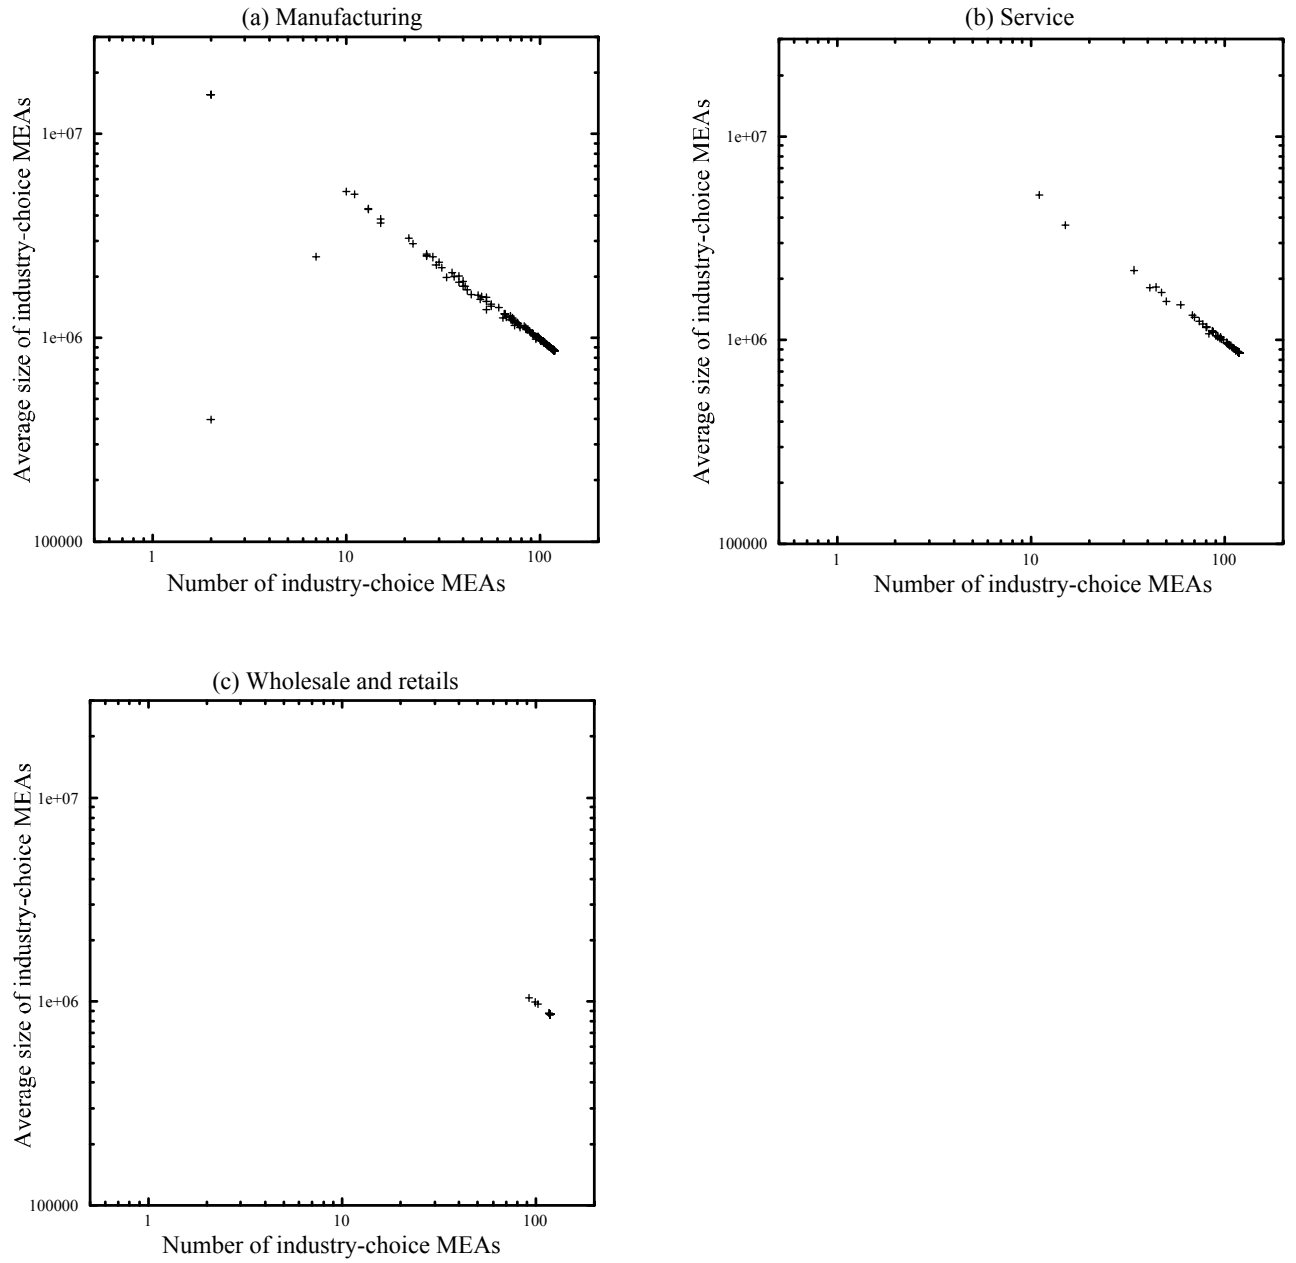 (a) Manufacturing
Average size of industry-choice MEAs
1e+07
1e+06
100000
1
10
100
Number of industry-choice MEAs
(b) Service
Average size of industry-choice MEAs
1e+07
1e+06
100000
1
10
100
Number of industry-choice MEAs
(c) Wholesale and retails
Average size of industry-choice MEAs
1e+07
1e+06
100000
1
10
100
Number of industry-choice MEAs